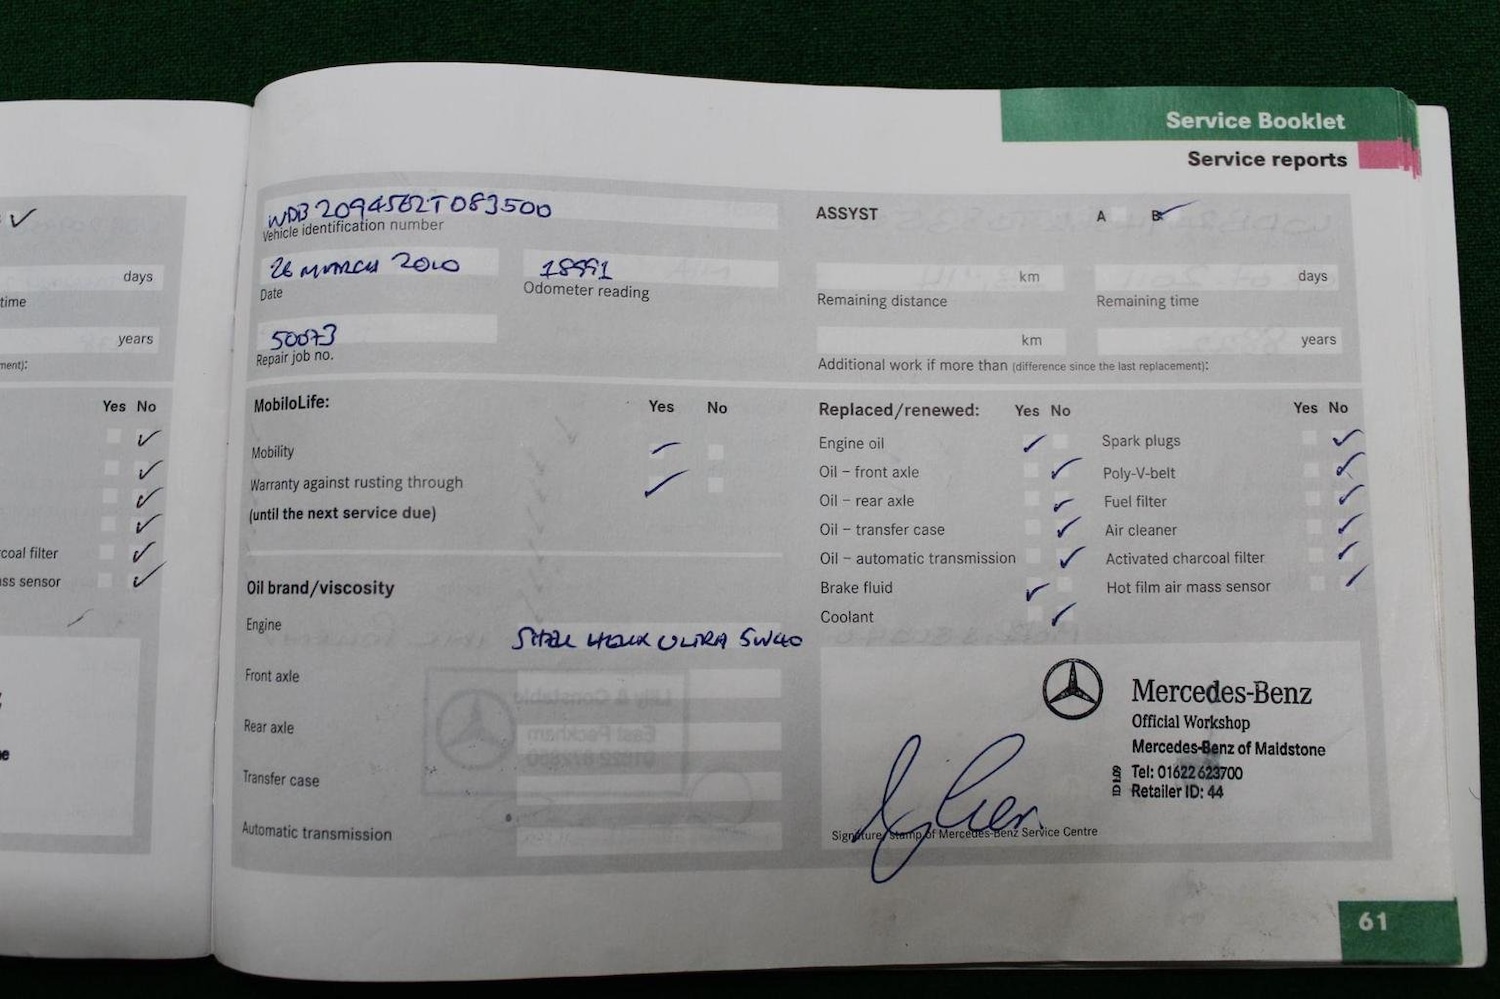 Service Booklet
Service reports
WDB2094562T083500
Vehicle identification number
26 MARCH 2010
Date
18991
Odometer reading
50073
Repair job no.
ASSYST A B
km days
Remaining distance Remaining time
km years
Additional work if more than (difference since the last replacement):
MobiloLife: Yes No
Mobility
Warranty against rusting through
(until the next service due)
Oil brand/viscosity
Engine
SHELL HELIX ULTRA 5W40
Front axle
Rear axle
Transfer case
Automatic transmission
Replaced/renewed: Yes No
Engine oil
Oil – front axle
Oil – rear axle
Oil – transfer case
Oil – automatic transmission
Brake fluid
Coolant
Yes No
Spark plugs
Poly-V-belt
Fuel filter
Air cleaner
Activated charcoal filter
Hot film air mass sensor
Mercedes-Benz
Official Workshop
Mercedes-Benz of Maidstone
Tel: 01622 623700
Retailer ID: 44
Signature/stamp of Mercedes-Benz Service Centre
61
days
time
years
ment):
Yes No
coal filter
ass sensor